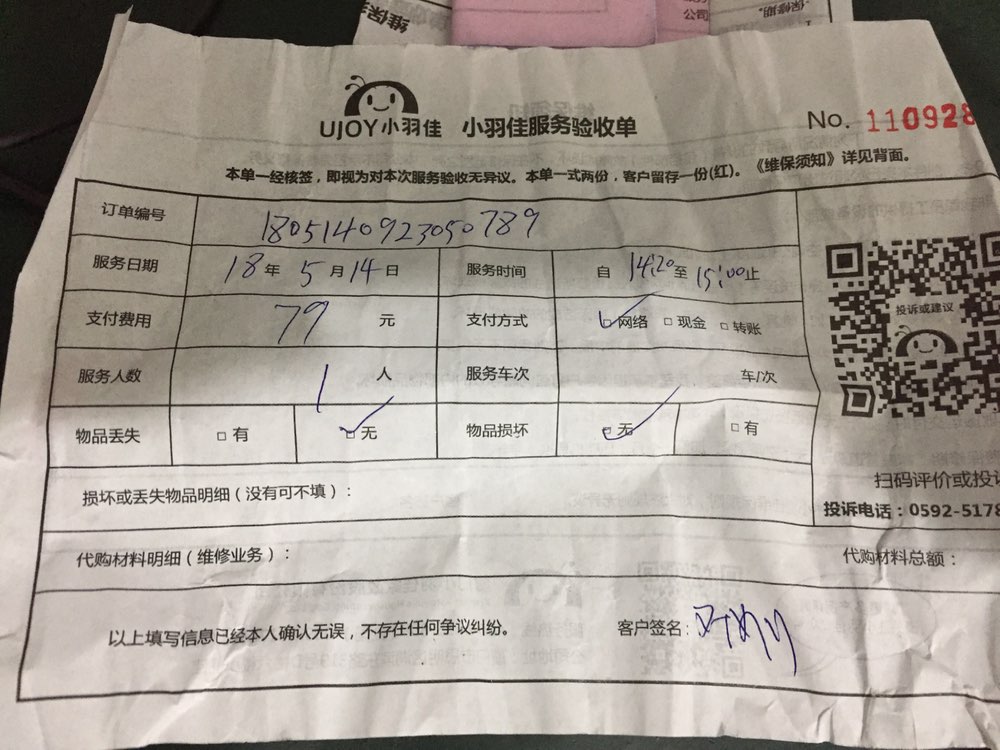 公司
维保
保修期,
UJOY小羽佳 小羽佳服务验收单 No. 110928
本单一经核签，即视为对本次服务验收无异议。本单一式两份，客户留存一份(红)。《维保须知》详见背面。
订单编号 180514092305０789
服务日期 18年 5月14日 服务时间 自 14:20至15:00止
支付费用 79 元 支付方式 ☑网络 □现金 □转账
服务人数 1 人 服务车次 车/次
物品丢失 □有 ☑无 物品损坏 ☑无 □有
投诉或建议
扫码评价或投
投诉电话：0592-5178
损坏或丢失物品明细（没有可不填）：
代购材料明细（维修业务）： 代购材料总额：
以上填写信息已经本人确认无误，不存在任何争议纠纷。 客户签名：